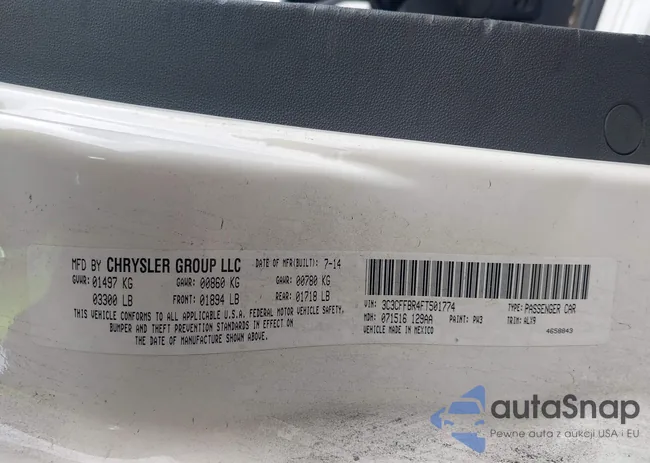 MFD BY CHRYSLER GROUP LLC DATE OF MFR(BUILT): 7-14
GVWR: 01497 KG GAWR: 00860 KG GAWR: 00780 KG
03300 LB FRONT: 01894 LB REAR: 01718 LB
THIS VEHICLE CONFORMS TO ALL APPLICABLE U.S.A. FEDERAL MOTOR VEHICLE SAFETY,
BUMPER AND THEFT PREVENTION STANDARDS IN EFFECT ON
THE DATE OF MANUFACTURE SHOWN ABOVE.
VIN: 3C3CFFBR4FT501774 TYPE: PASSENGER CAR
MDH: 071516 129AA PAINT: PW3 TRIM: ALX9
VEHICLE MADE IN MEXICO 4658843
autaSnap
Pewne auta z aukcji USA i EU